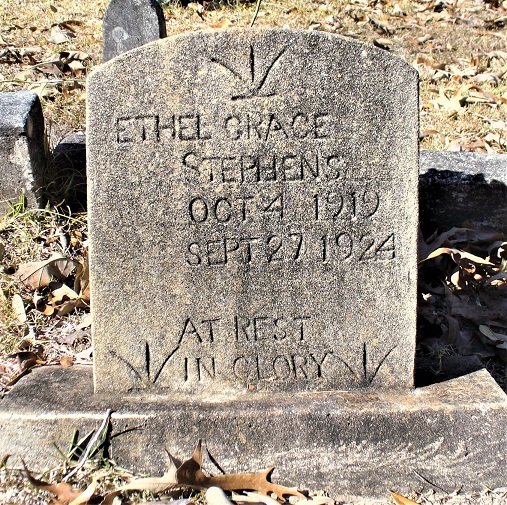 ETHEL GRACE
STEPHENS
OCT 4 1919
SEPT 27 1924
AT REST
IN GLORY